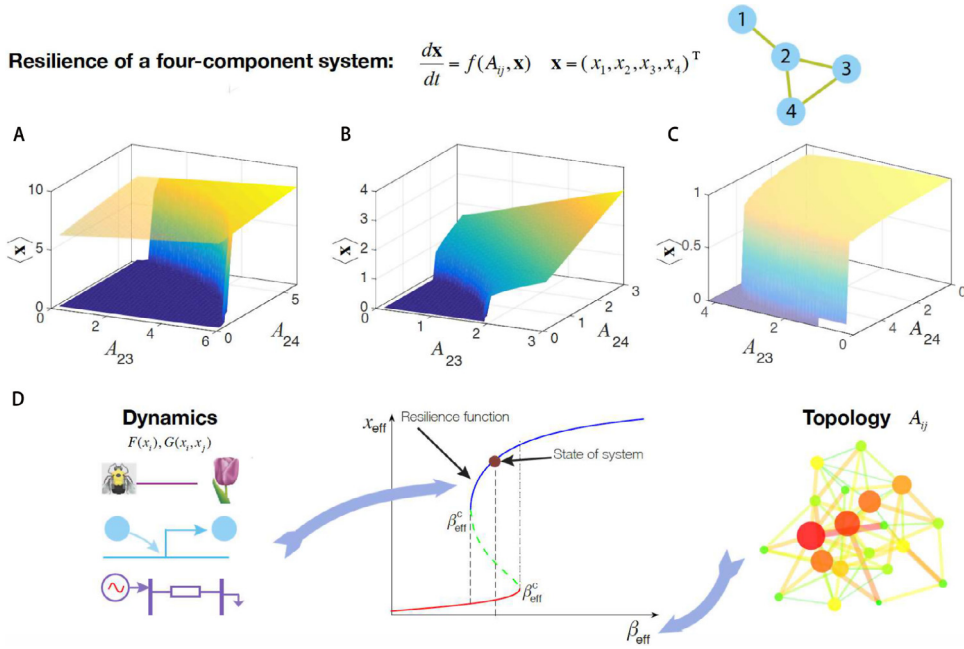 Resilience of a four-component system: dx/dt = f(A_ij, x) x = (x_1, x_2, x_3, x_4)^T
1
2
3
4
A
B
C
10
5
0
⟨x⟩
0
2
4
6
A_23
0
5
A_24
4
3
2
1
0
⟨x⟩
0
1
2
3
A_23
0
1
2
3
A_24
1
0.5
0
⟨x⟩
4
2
0
A_23
4
2
0
A_24
D
Dynamics
F(x_i), G(x_i, x_j)
x_eff
Resilience function
State of system
β_eff^c
β_eff^c
β_eff
Topology A_ij